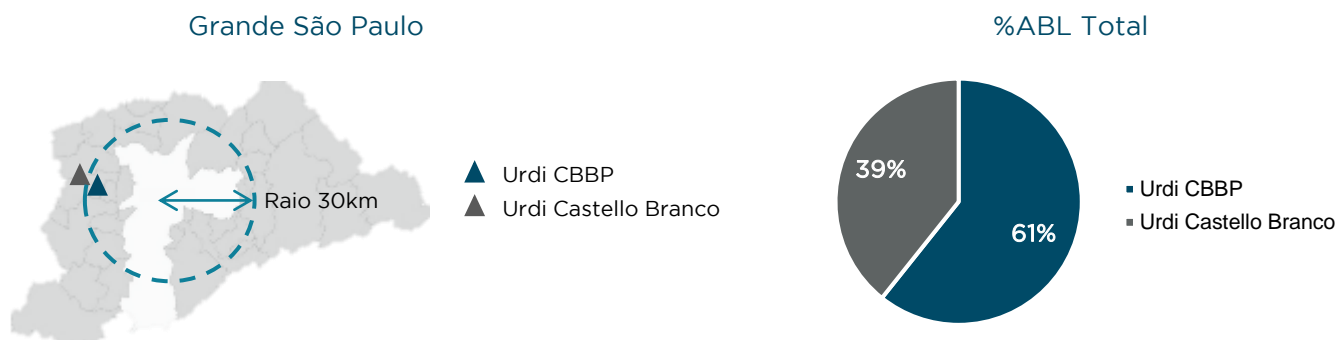 Grande São Paulo
Raio 30km
Urdi CBBP
Urdi Castello Branco
%ABL Total
39%
61%
Urdi CBBP
Urdi Castello Branco